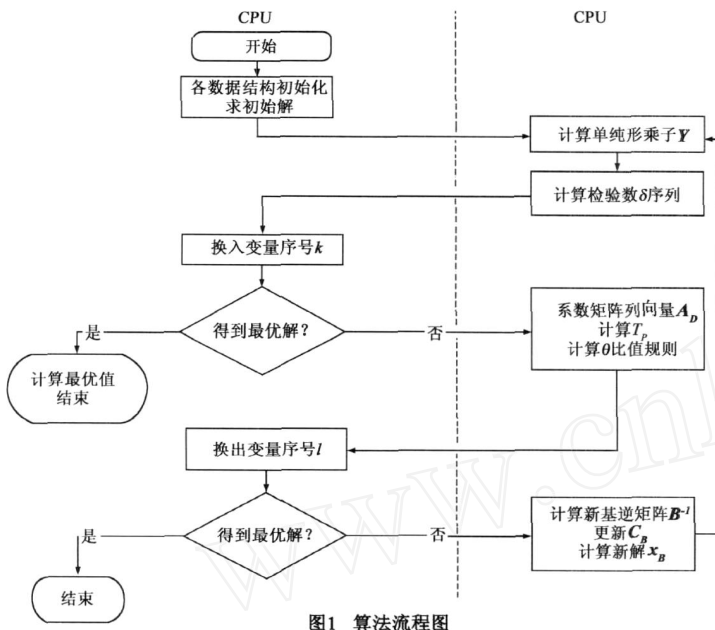 CPU
CPU
开始
各数据结构初始化
求初始解
计算单纯形乘子Y
计算检验数δ序列
换入变量序号k
得到最优解?
是
否
计算最优值
结束
系数矩阵列向量A_D
计算T_p
计算θ比值规则
换出变量序号l
得到最优解?
是
否
结束
计算新基逆矩阵B⁻¹
更新C_B
计算新解x_B
www.cnk
图1 算法流程图